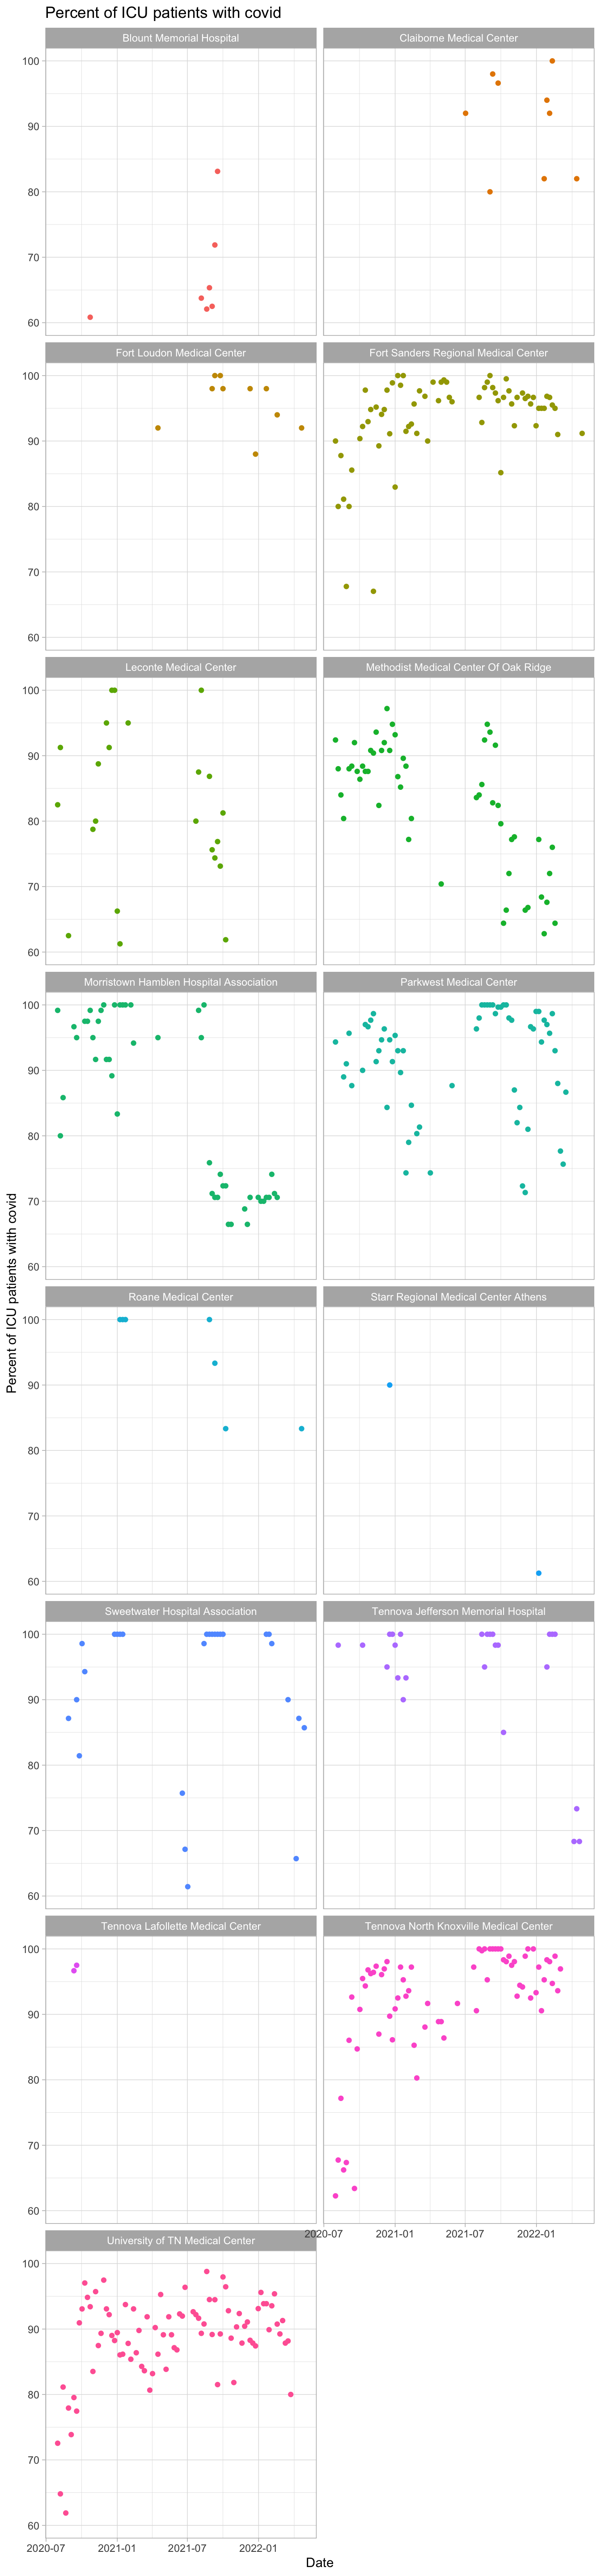 Percent of ICU patients with covid
Blount Memorial Hospital
Claiborne Medical Center
100
90
80
70
60
Fort Loudon Medical Center
Fort Sanders Regional Medical Center
100
90
80
70
60
Leconte Medical Center
Methodist Medical Center Of Oak Ridge
100
90
80
70
60
Morristown Hamblen Hospital Association
Parkwest Medical Center
100
90
80
70
60
Percent of ICU patients witth covid
Roane Medical Center
Starr Regional Medical Center Athens
100
90
80
70
60
Sweetwater Hospital Association
Tennova Jefferson Memorial Hospital
100
90
80
70
60
Tennova Lafollette Medical Center
Tennova North Knoxville Medical Center
100
90
80
70
60
2020-07
2021-01
2021-07
2022-01
University of TN Medical Center
100
90
80
70
60
2020-07
2021-01
2021-07
2022-01
Date